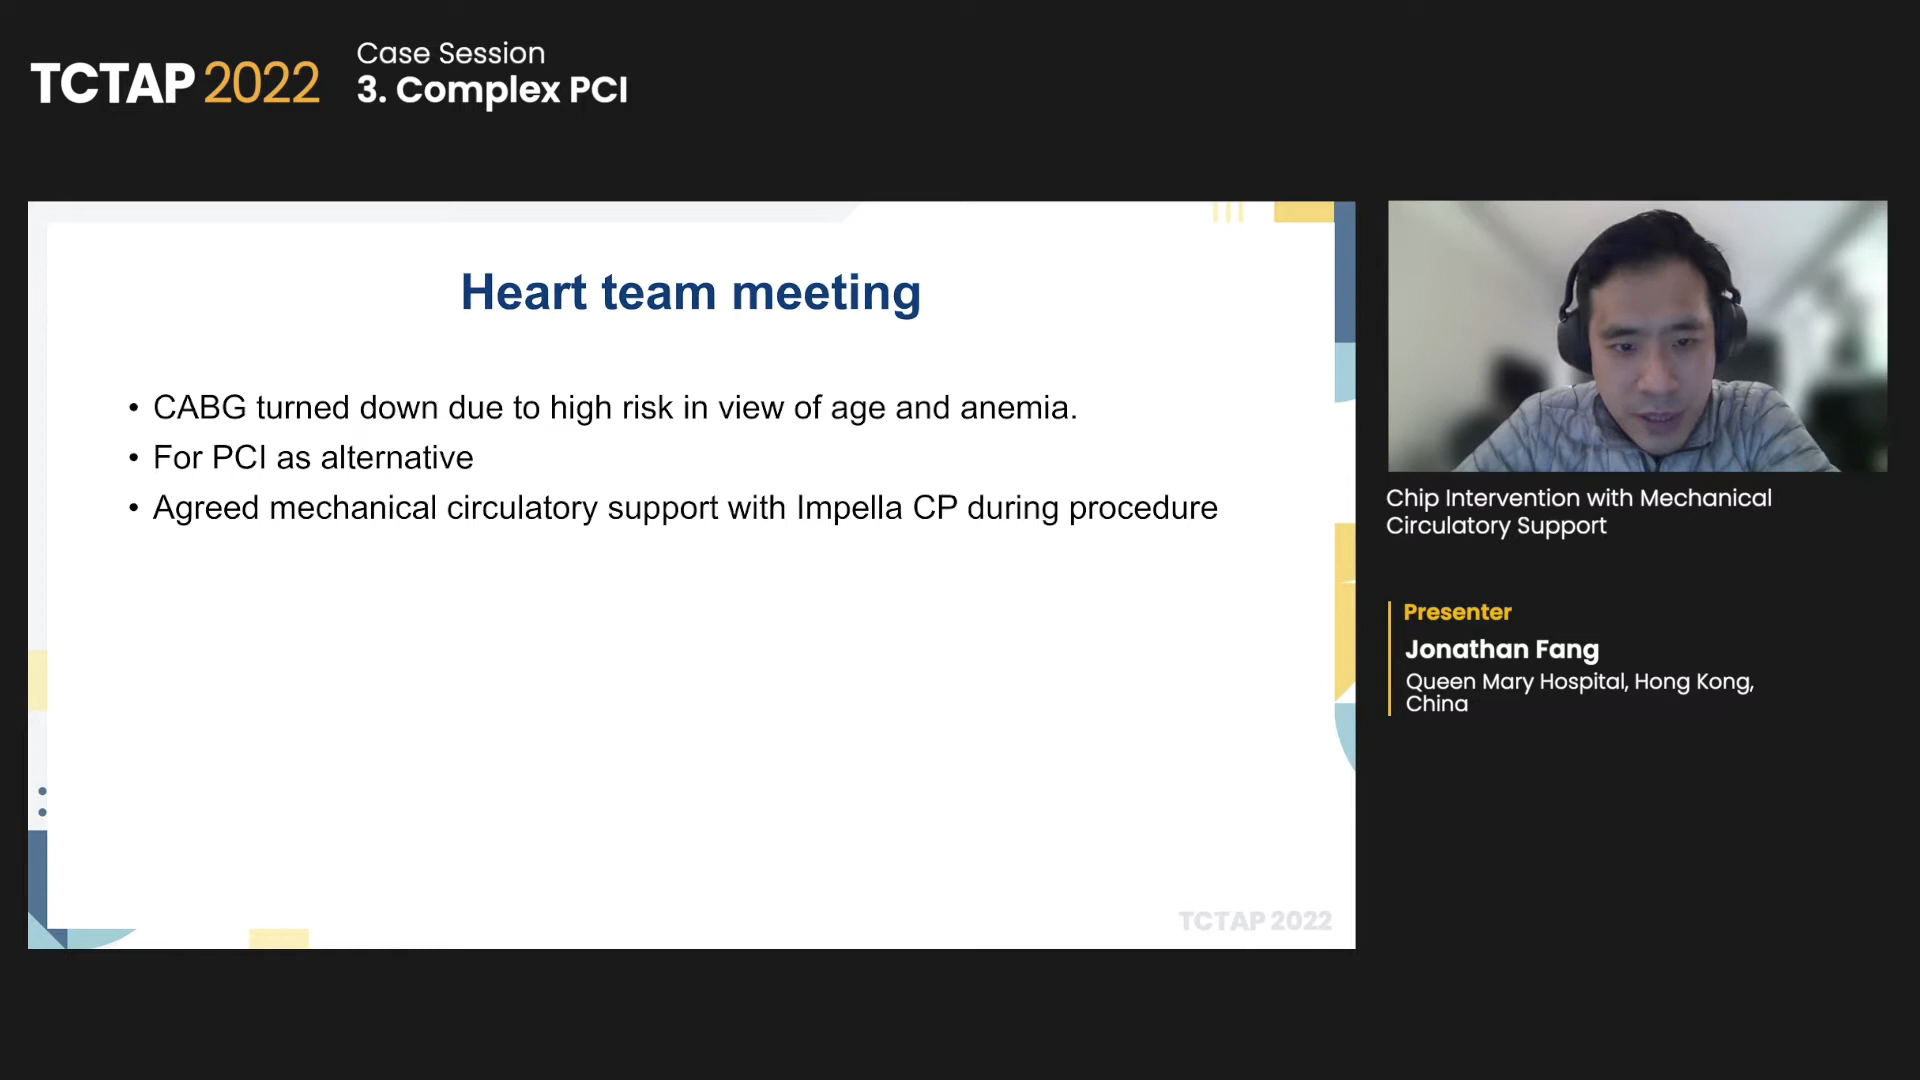 TCTAP 2022
Case Session
3. Complex PCI
Heart team meeting
• CABG turned down due to high risk in view of age and anemia.
• For PCI as alternative
• Agreed mechanical circulatory support with Impella CP during procedure
TCTAP 2022
Chip Intervention with Mechanical
Circulatory Support
Presenter
Jonathan Fang
Queen Mary Hospital, Hong Kong,
China